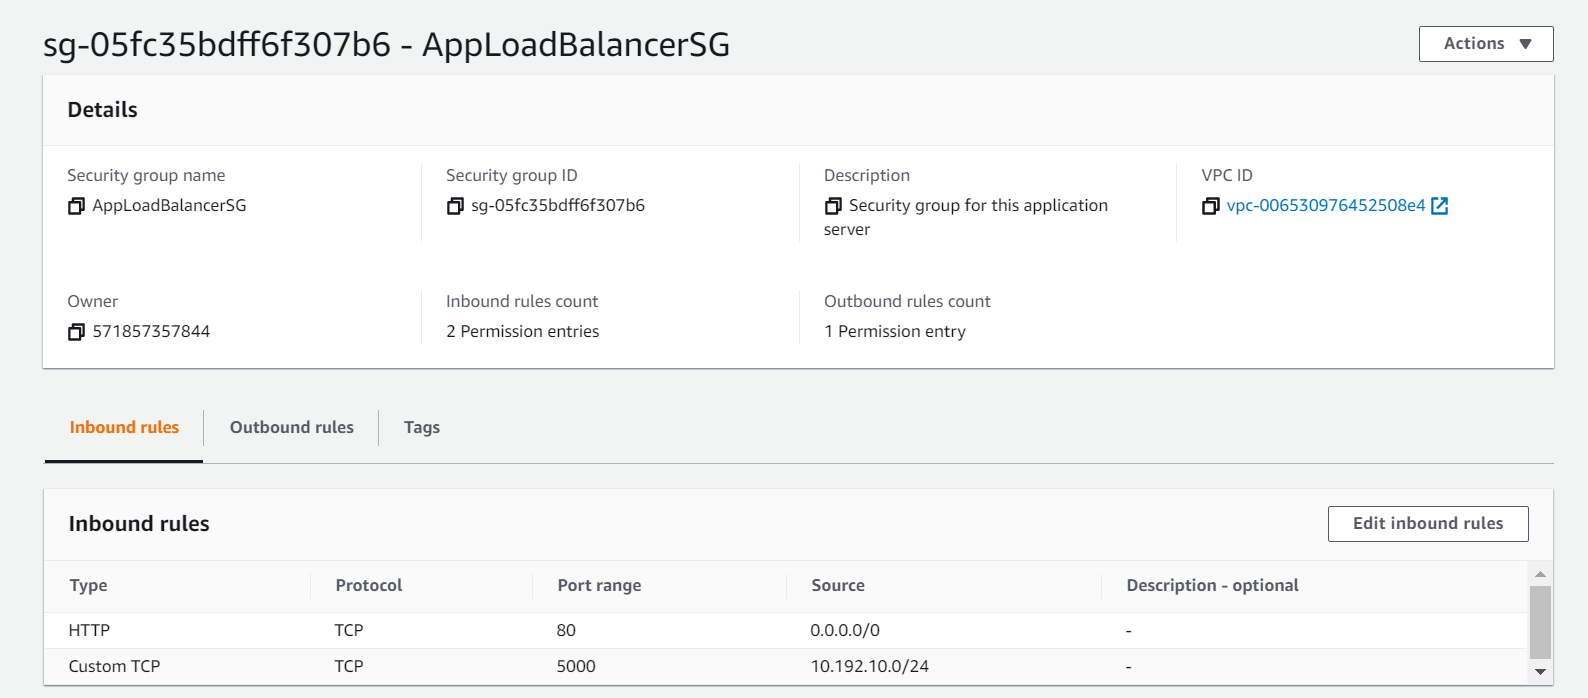 sg-05fc35bdff6f307b6 - AppLoadBalancerSG
Actions
Details
Security group name
AppLoadBalancerSG
Security group ID
sg-05fc35bdff6f307b6
Description
Security group for this application
server
VPC ID
vpc-006530976452508e4
Owner
571857357844
Inbound rules count
2 Permission entries
Outbound rules count
1 Permission entry
Inbound rules Outbound rules Tags
Inbound rules
Edit inbound rules
Type Protocol Port range Source Description - optional
HTTP TCP 80 0.0.0.0/0 -
Custom TCP TCP 5000 10.192.10.0/24 -